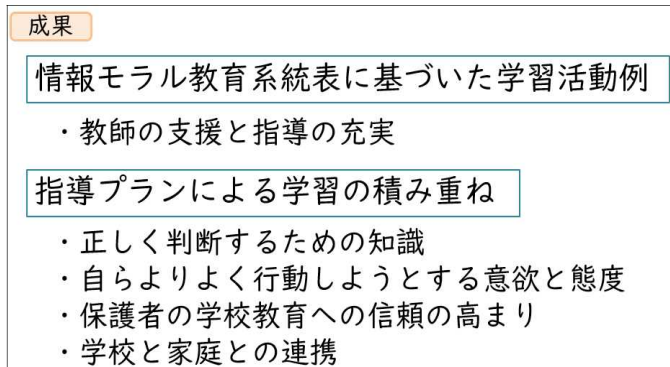 成果
情報モラル教育系統表に基づいた学習活動例
・教師の支援と指導の充実
指導プランによる学習の積み重ね
・正しく判断するための知識
・自らよりよく行動しようとする意欲と態度
・保護者の学校教育への信頼の高まり
・学校と家庭との連携